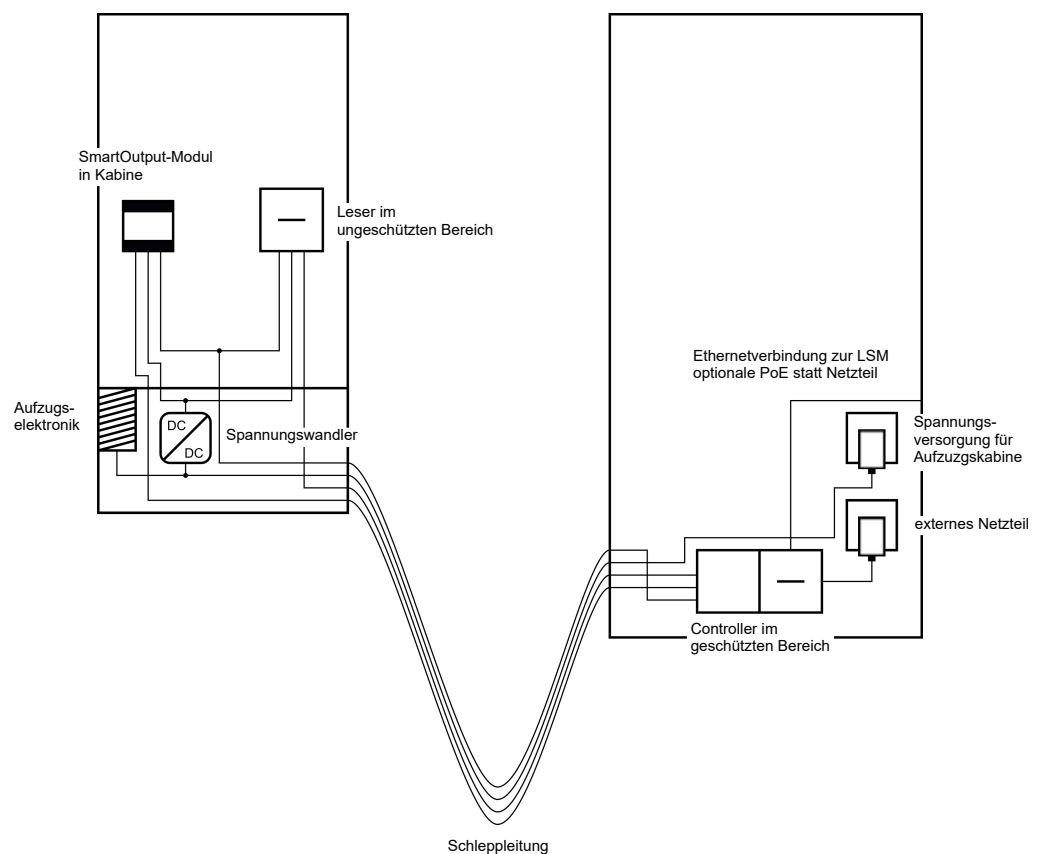 SmartOutput-Modul
in Kabine
Leser im
ungeschützten Bereich
Aufzugs-
elektronik
DC
DC
Spannungswandler
Ethernetverbindung zur LSM
optionale PoE statt Netzteil
Spannungs-
versorgung für
Aufzuzgskabine
externes Netzteil
Controller im
geschützten Bereich
Schleppleitung